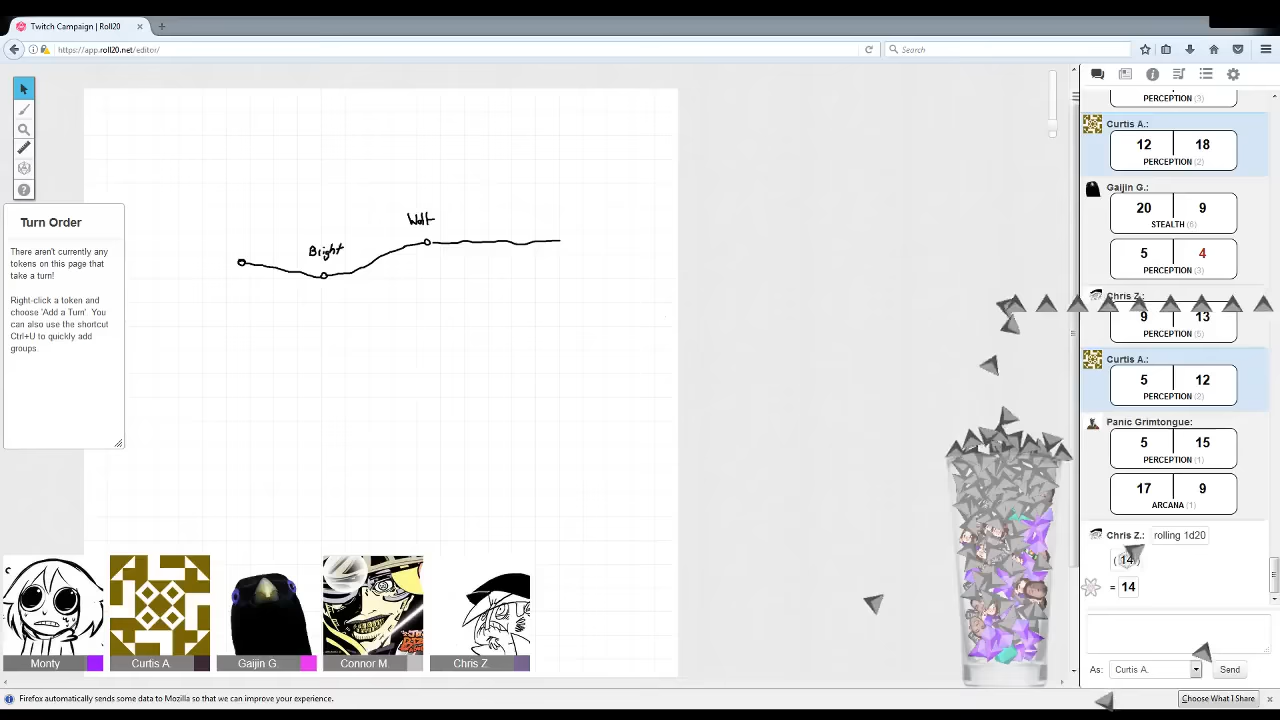 Twitch Campaign | Roll20
https://app.roll20.net/editor/
Search
PERCEPTION (3)
Curtis A.:
12 18
PERCEPTION (2)
Gaijin G.:
20 9
STEALTH (6)
5 4
PERCEPTION (3)
Chris Z.:
9 13
Curtis A.:
5 12
PERCEPTION (2)
Panic Grimtongue:
5 15
PERCEPTION (1)
17 9
ARCANA (1)
Chris Z.: rolling 1d20
(14)
= 14
As: Curtis A. Send
Turn Order
There aren't currently any
tokens on this page that
take a turn!
Right-click a token and
choose 'Add a Turn'. You
can also use the shortcut
Ctrl+U to quickly add
groups
Bright
Monty
Curtis A.
Gaijin G
Connor M
Chris Z.
Firefox automatically sends some data to Mozilla so that we can improve your experience.
Choose What I Share